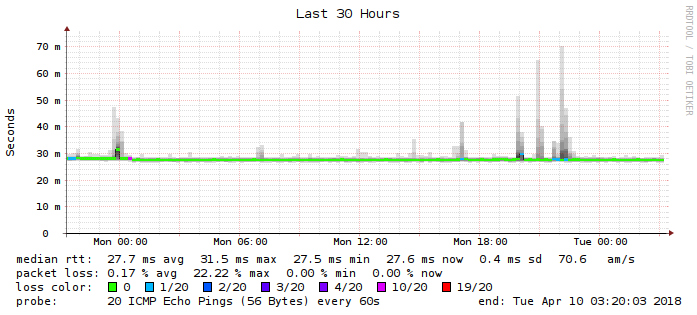 Last 30 Hours
RRDTOOL / TOBI OETIKER
Seconds
70 m
60 m
50 m
40 m
30 m
20 m
10 m
0
Mon 00:00 Mon 06:00 Mon 12:00 Mon 18:00 Tue 00:00
median rtt: 27.7 ms avg 31.5 ms max 27.5 ms min 27.6 ms now 0.4 ms sd 70.6 am/s
packet loss: 0.17 % avg 22.22 % max 0.00 % min 0.00 % now
loss color: 0 1/20 2/20 3/20 4/20 10/20 19/20
probe: 20 ICMP Echo Pings (56 Bytes) every 60s end: Tue Apr 10 03:20:03 2018